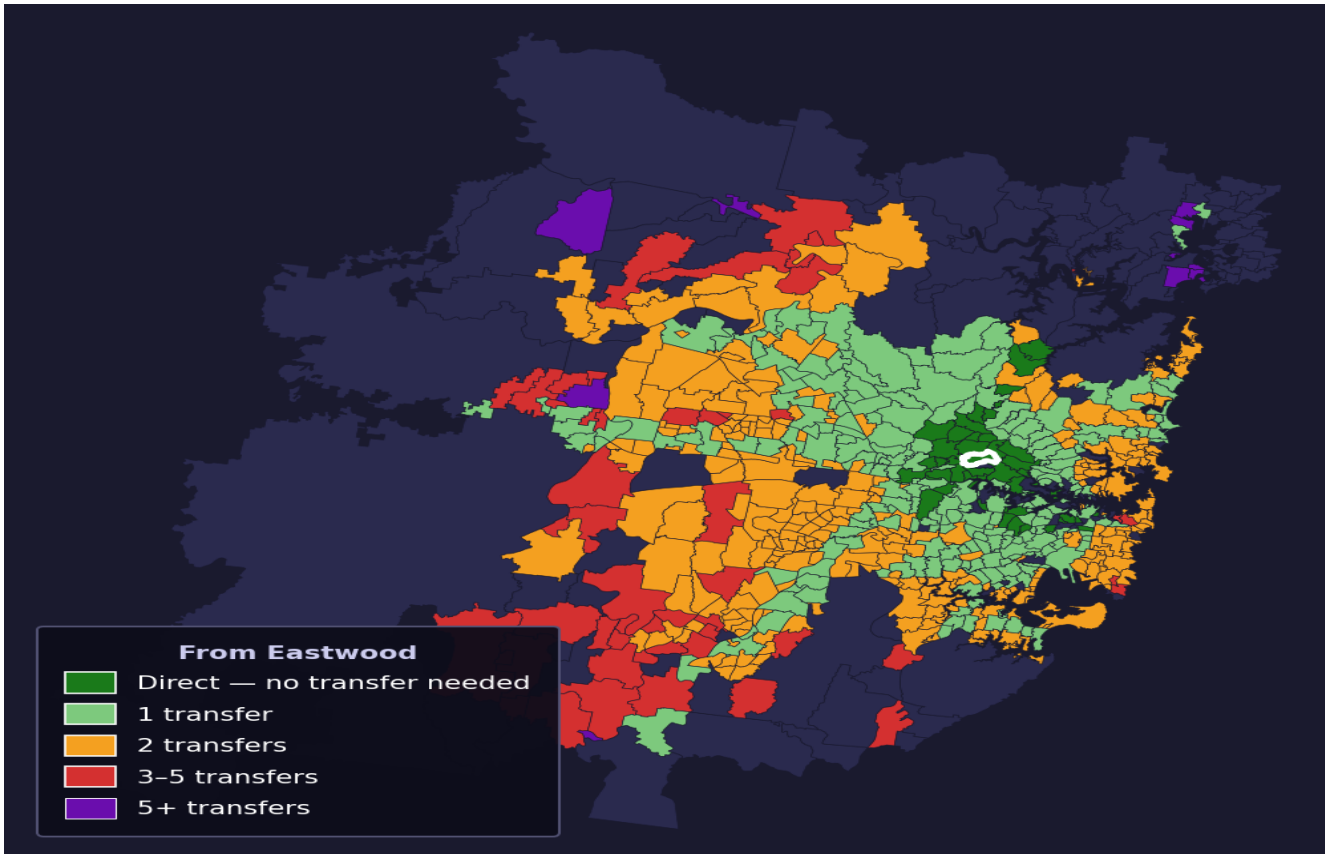 From Eastwood
Direct — no transfer needed
1 transfer
2 transfers
3–5 transfers
5+ transfers